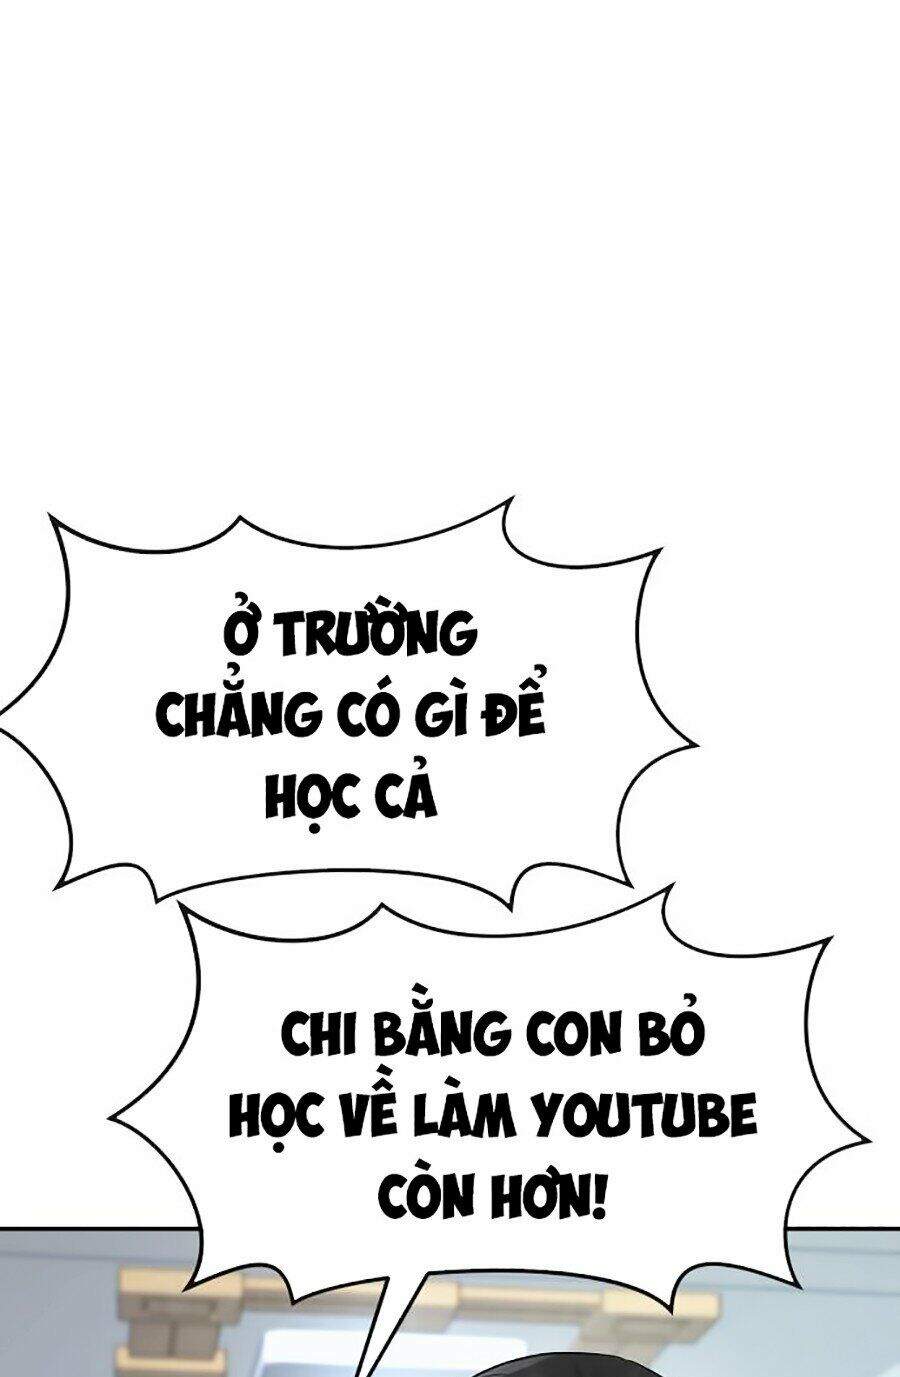 Ở TRƯỜNG
CHẲNG CÓ GÌ ĐỂ
HỌC CẢ
CHI BẰNG CON BỎ
HỌC VỀ LÀM YOUTUBE
CÒN HƠN!